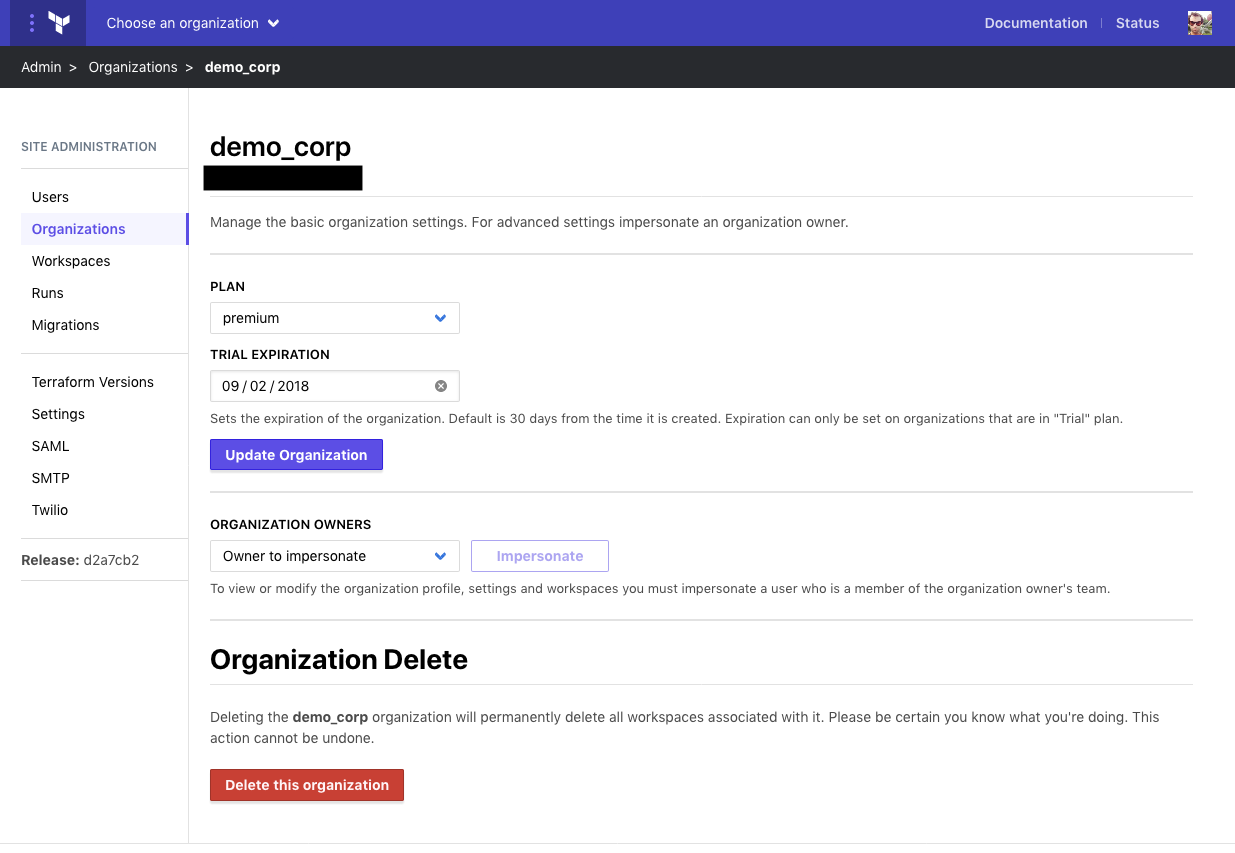 Choose an organization
Documentation
Status
Admin > Organizations > demo_corp
SITE ADMINISTRATION
Users
Organizations
Workspaces
Runs
Migrations
Terraform Versions
Settings
SAML
SMTP
Twilio
Release: d2a7cb2
demo_corp
Manage the basic organization settings. For advanced settings impersonate an organization owner.
PLAN
premium
TRIAL EXPIRATION
09 / 02 / 2018
Sets the expiration of the organization. Default is 30 days from the time it is created. Expiration can only be set on organizations that are in "Trial" plan.
Update Organization
ORGANIZATION OWNERS
Owner to impersonate
Impersonate
To view or modify the organization profile, settings and workspaces you must impersonate a user who is a member of the organization owner's team.
Organization Delete
Deleting the demo_corp organization will permanently delete all workspaces associated with it. Please be certain you know what you're doing. This
action cannot be undone.
Delete this organization